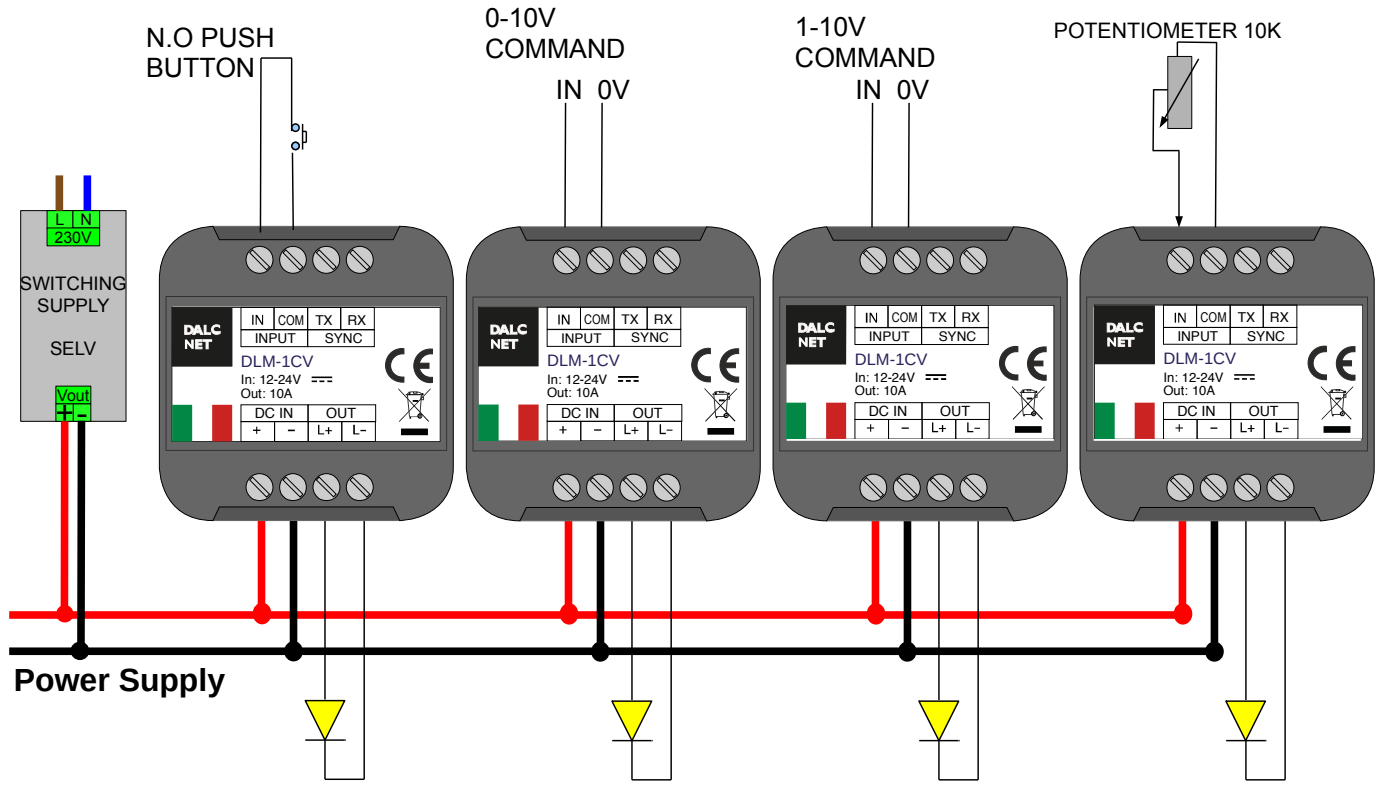 N.O PUSH
BUTTON
0-10V
COMMAND
IN 0V
1-10V
COMMAND
IN 0V
POTENTIOMETER 10K
L N
230V
SWITCHING
SUPPLY
SELV
Vout
+ -
DALC
NET
IN COM TX RX
INPUT SYNC
DLM-1CV
In: 12-24V
Out: 10A
DC IN OUT
+ − L+ L−
CE
DALC
NET
IN COM TX RX
INPUT SYNC
DLM-1CV
In: 12-24V
Out: 10A
DC IN OUT
+ − L+ L−
CE
DALC
NET
IN COM TX RX
INPUT SYNC
DLM-1CV
In: 12-24V
Out: 10A
DC IN OUT
+ − L+ L−
CE
DALC
NET
IN COM TX RX
INPUT SYNC
DLM-1CV
In: 12-24V
Out: 10A
DC IN OUT
+ − L+ L−
CE
Power Supply